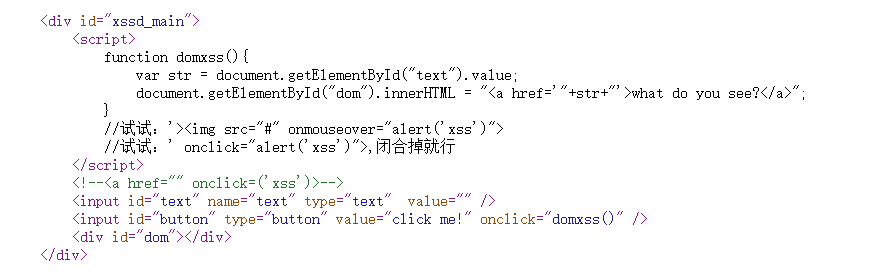 <div id="xssd_main">
<script>
function domxss(){
var str = document.getElementById("text").value;
document.getElementById("dom").innerHTML = "<a href='"+str+"'>what do you see?</a>";
}
//试试：'><img src="#" onmouseover="alert('xss')">
//试试：' onclick="alert('xss')">,闭合掉就行
</script>
<!--<a href="" onclick=('xss')>-->
<input id="text" name="text" type="text"  value="" />
<input id="button" type="button" value="click me!" onclick="domxss()" />
<div id="dom"></div>
</div>